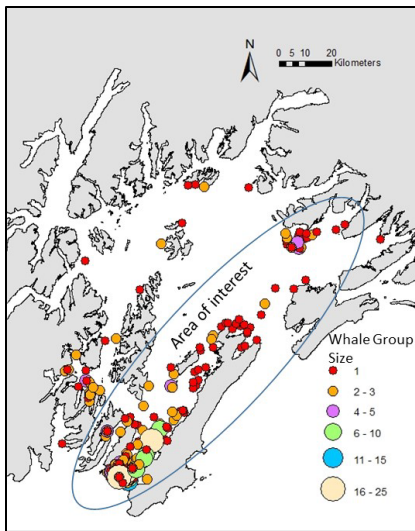 N
0 5 10 20
Kilometers
Area of interest
Whale Group
Size
1
2 - 3
4 - 5
6 - 10
11 - 15
16 - 25